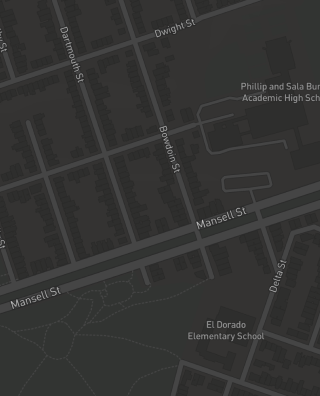 Dwight St
Dartmouth St
Phillip and Sala Bur
Academic High Sch
Bowdoin St
Mansell St
Delta St
Mansell St
El Dorado
Elementary School